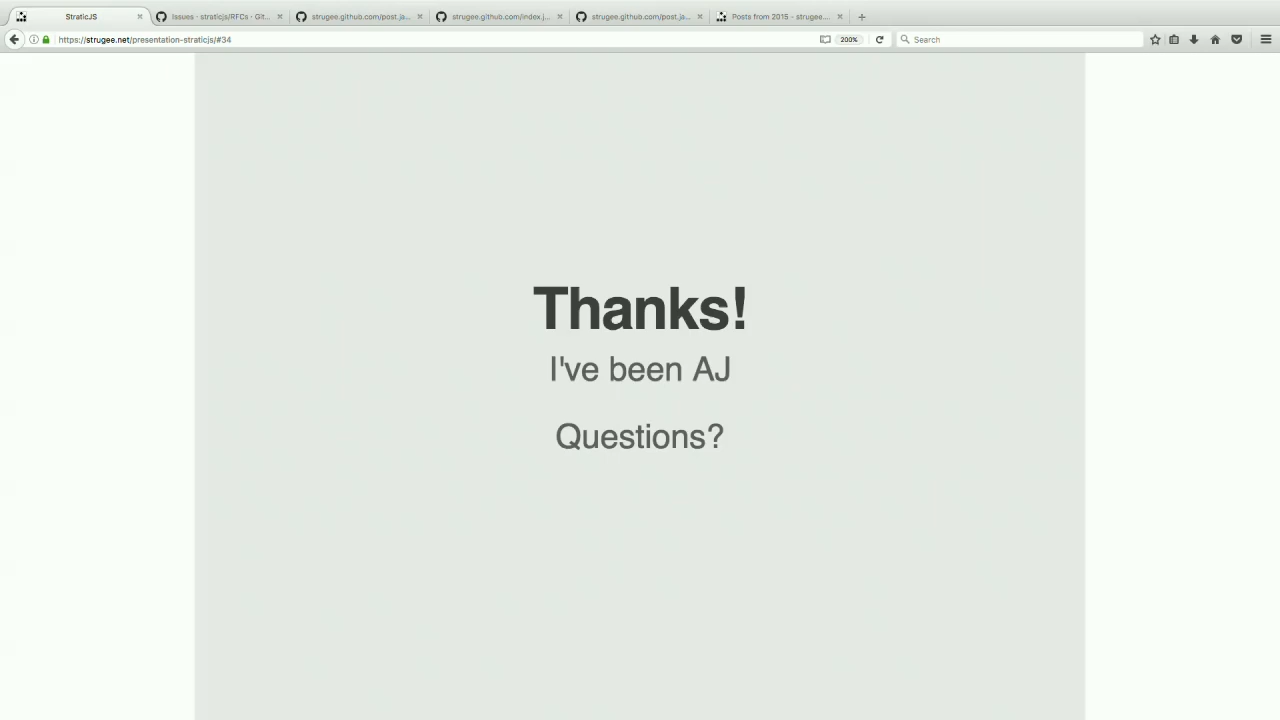 StraticJS
Issues · straticjs/RFCs · Git...
strugee.github.com/post.ja...
strugee.github.com/index.j...
strugee.github.com/post.ja...
Posts from 2015 - strugee....
https://strugee.net/presentation-straticjs/#34
200%
Search
Thanks!
I've been AJ
Questions?